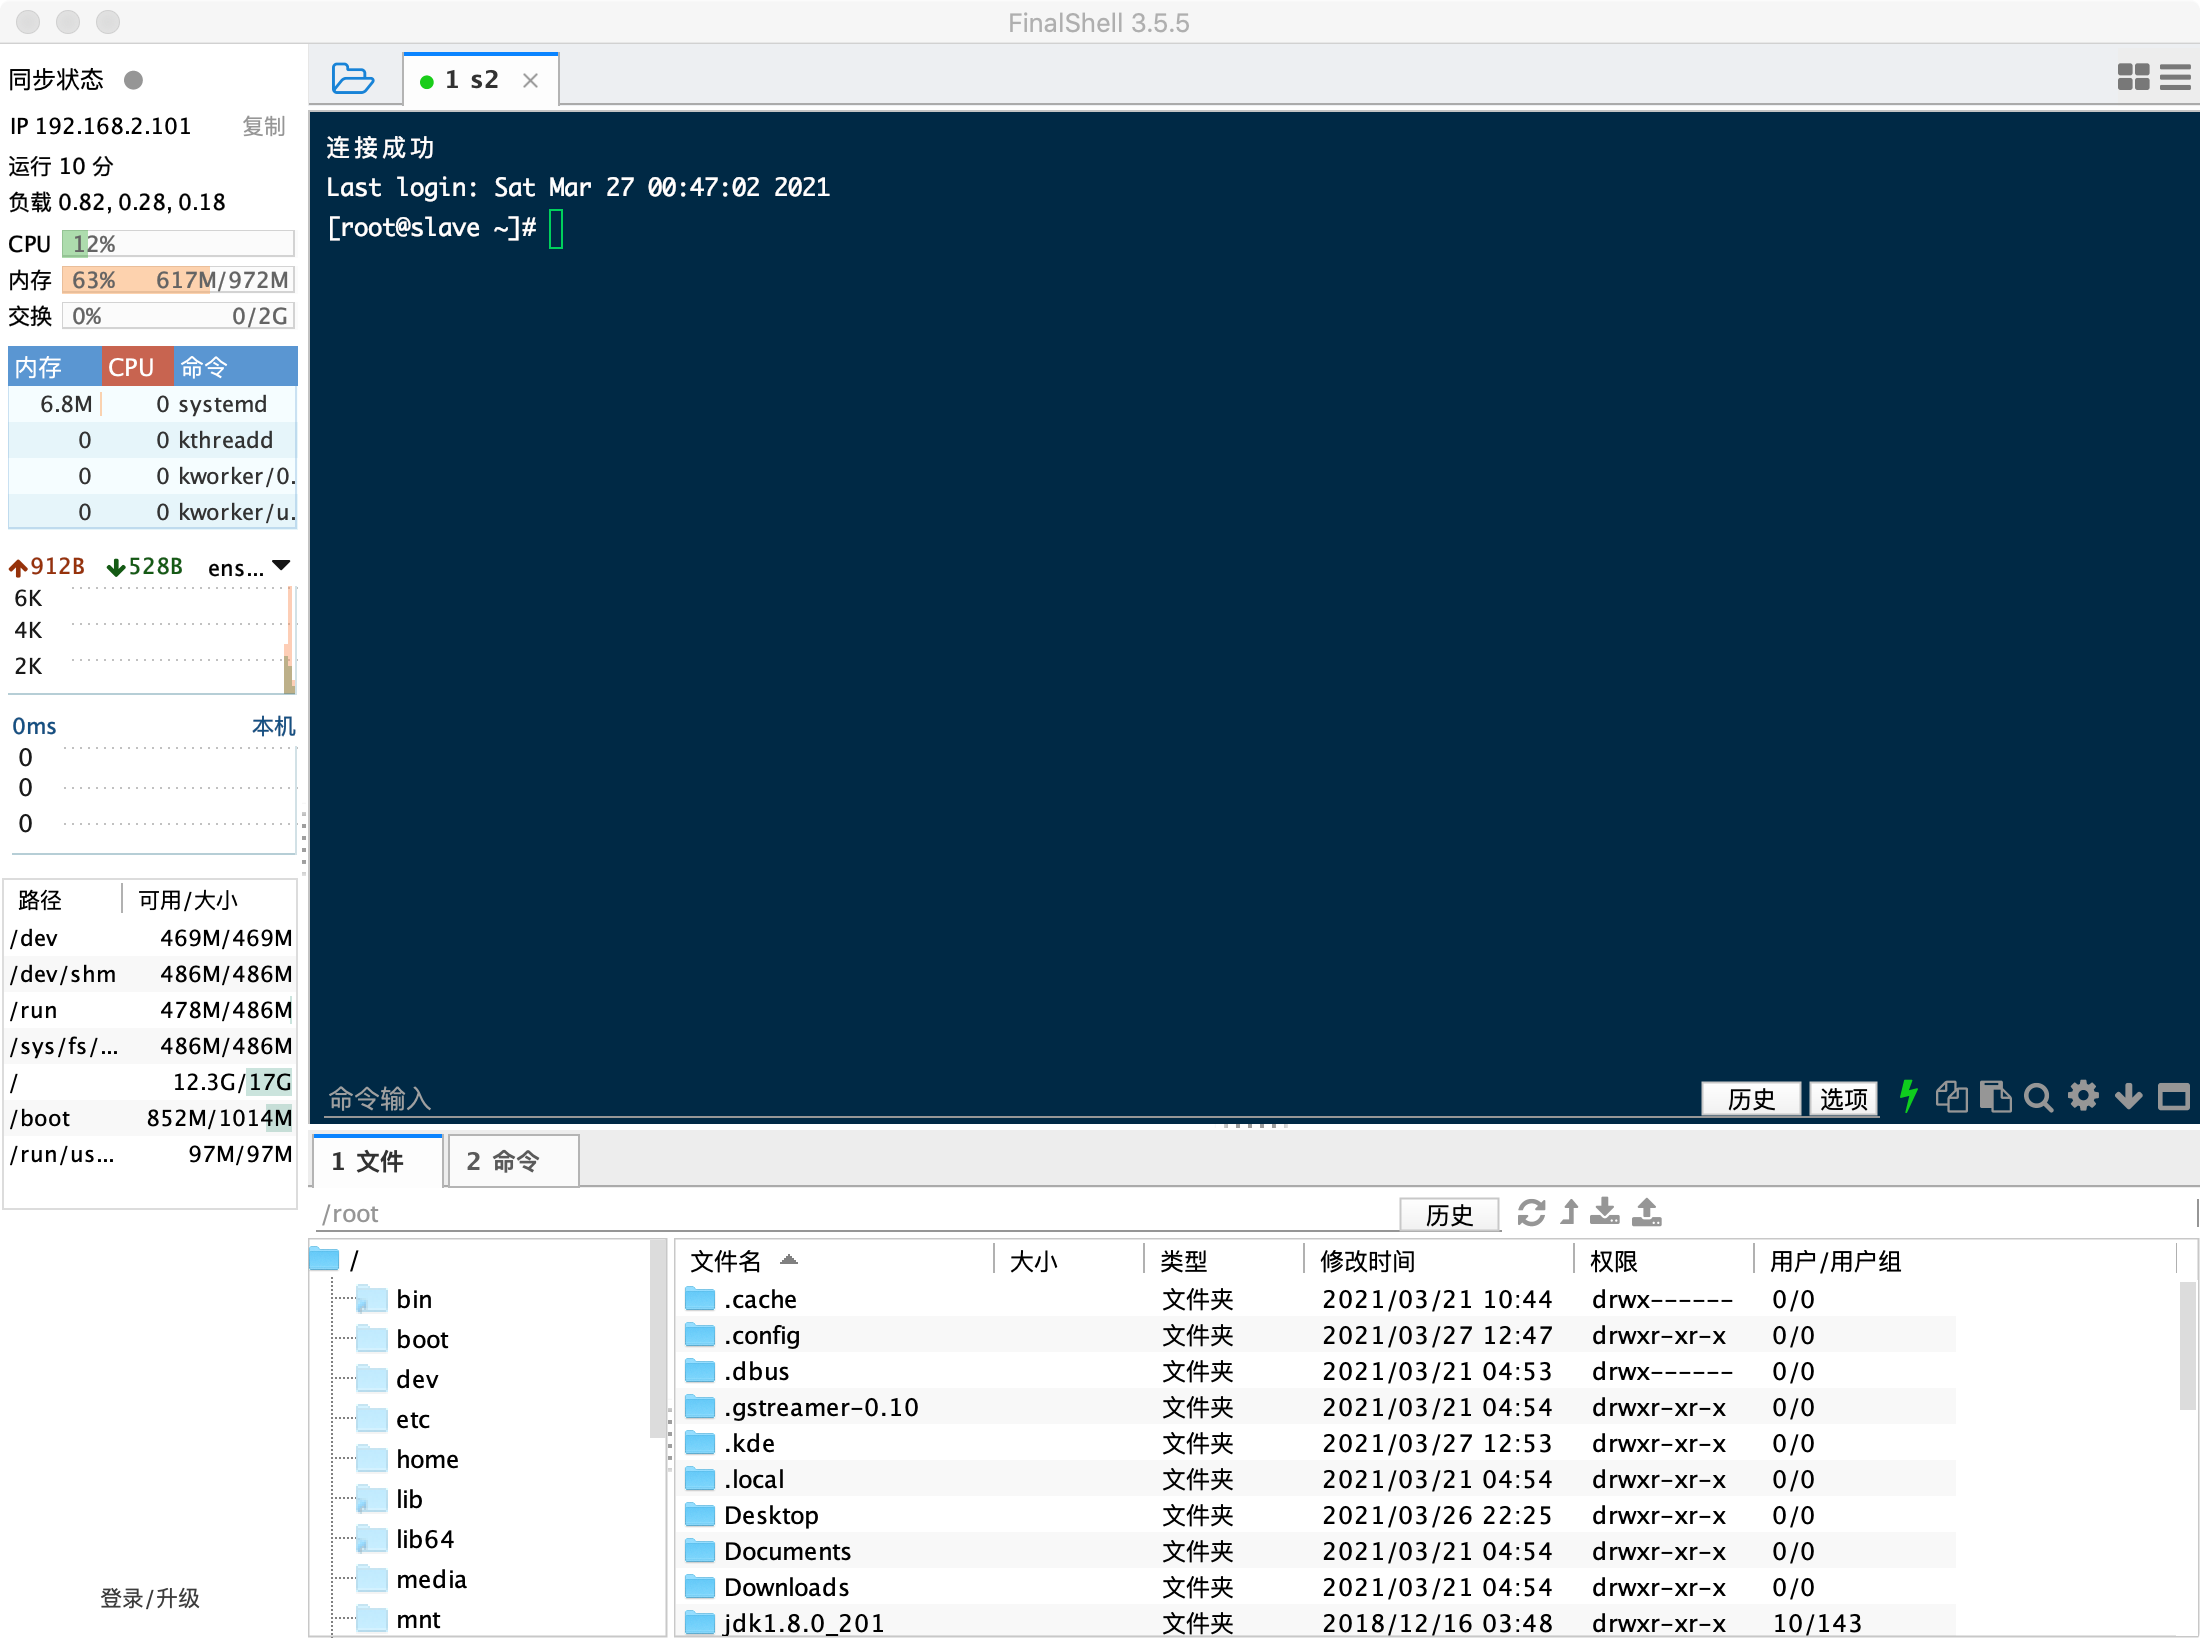 FinalShell 3.5.5
同步状态
IP 192.168.2.101 复制
运行 10 分
负载 0.82, 0.28, 0.18
CPU 12%
内存 63% 617M/972M
交换 0% 0/2G
内存 CPU 命令
6.8M 0 systemd
0 0 kthreadd
0 0 kworker/0.
0 0 kworker/u.
912B 528B ens...
6K
4K
2K
0ms 本机
0
0
0
路径 可用/大小
/dev 469M/469M
/dev/shm 486M/486M
/run 478M/486M
/sys/fs/... 486M/486M
/ 12.3G/17G
/boot 852M/1014M
/run/us... 97M/97M
登录/升级
1 s2
连接成功
Last login: Sat Mar 27 00:47:02 2021
[root@slave ~]#
命令输入 历史 选项
1 文件 2 命令
/root 历史
/
bin
boot
dev
etc
home
lib
lib64
media
mnt
文件名 大小 类型 修改时间 权限 用户/用户组
.cache 文件夹 2021/03/21 10:44 drwx------ 0/0
.config 文件夹 2021/03/27 12:47 drwxr-xr-x 0/0
.dbus 文件夹 2021/03/21 04:53 drwx------ 0/0
.gstreamer-0.10 文件夹 2021/03/21 04:54 drwxr-xr-x 0/0
.kde 文件夹 2021/03/27 12:53 drwxr-xr-x 0/0
.local 文件夹 2021/03/21 04:54 drwxr-xr-x 0/0
Desktop 文件夹 2021/03/26 22:25 drwxr-xr-x 0/0
Documents 文件夹 2021/03/21 04:54 drwxr-xr-x 0/0
Downloads 文件夹 2021/03/21 04:54 drwxr-xr-x 0/0
jdk1.8.0_201 文件夹 2018/12/16 03:48 drwxr-xr-x 10/143